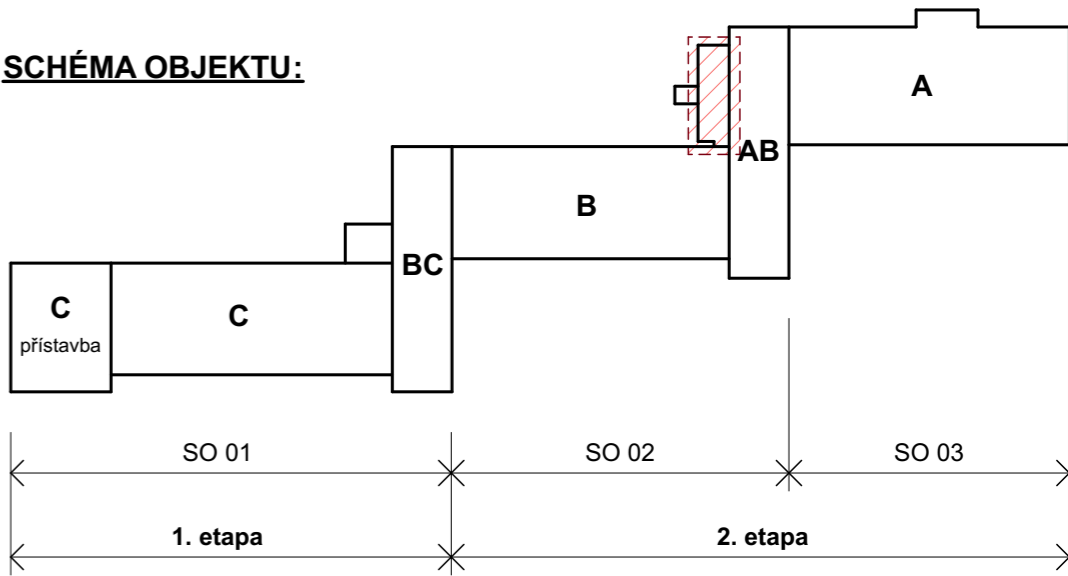 SCHÉMA OBJEKTU:
A
AB
B
BC
C
přístavba
C
SO 01
SO 02
SO 03
1. etapa
2. etapa